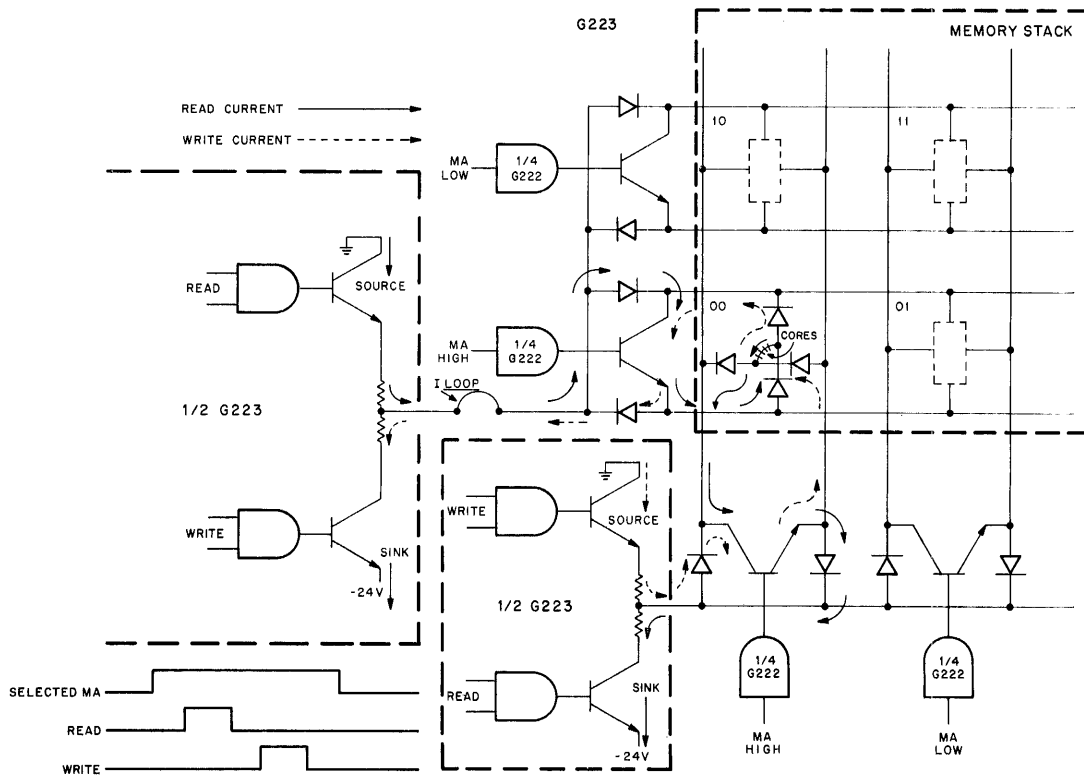 G223
MEMORY STACK
READ CURRENT
WRITE CURRENT
10
11
MA
LOW
1/4
G222
SOURCE
READ
00
01
CORES
MA
HIGH
1/4
G222
I LOOP
1/2 G223
WRITE
SINK
-24V
WRITE
SOURCE
1/2 G223
READ
SINK
-24V
1/4
G222
1/4
G222
MA
HIGH
MA
LOW
SELECTED MA
READ
WRITE